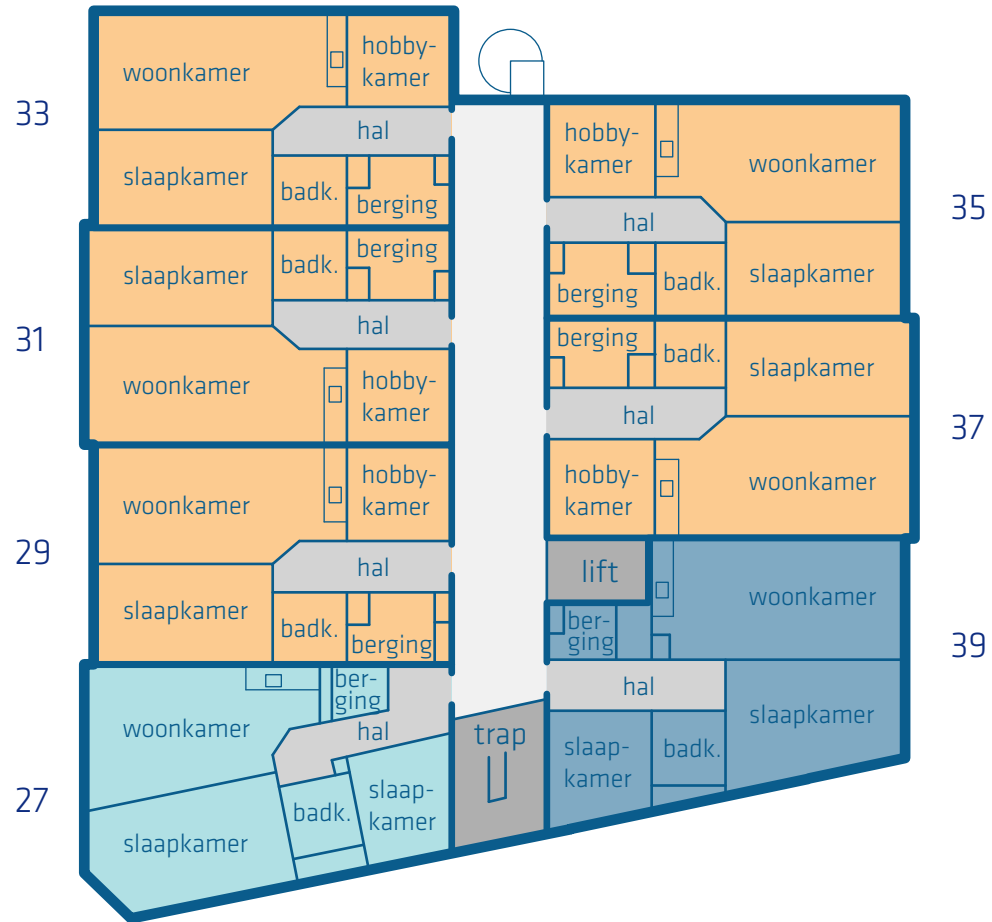 33
woonkamer
hobby-
kamer
hal
slaapkamer
badk.
berging
31
slaapkamer
badk.
berging
hal
woonkamer
hobby-
kamer
29
woonkamer
hobby-
kamer
hal
slaapkamer
badk.
berging
27
woonkamer
ber-
ging
hal
slaapkamer
badk.
slaap-
kamer
trap
35
hobby-
kamer
woonkamer
hal
berging
badk.
slaapkamer
37
berging
badk.
slaapkamer
hal
hobby-
kamer
woonkamer
lift
39
woonkamer
ber-
ging
hal
slaapkamer
slaap-
kamer
badk.